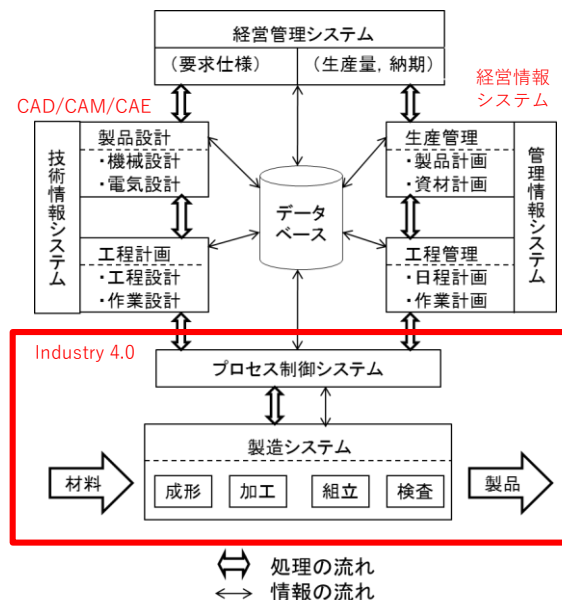 経営管理システム
（要求仕様）
（生産量，納期）
CAD/CAM/CAE
経営情報
システム
技術情報システム
製品設計
・機械設計
・電気設計
生産管理
・製品計画
・資材計画
管理情報システム
データ
ベース
工程計画
・工程設計
・作業設計
工程管理
・日程計画
・作業計画
Industry 4.0
プロセス制御システム
製造システム
材料
成形
加工
組立
検査
製品
処理の流れ
情報の流れ